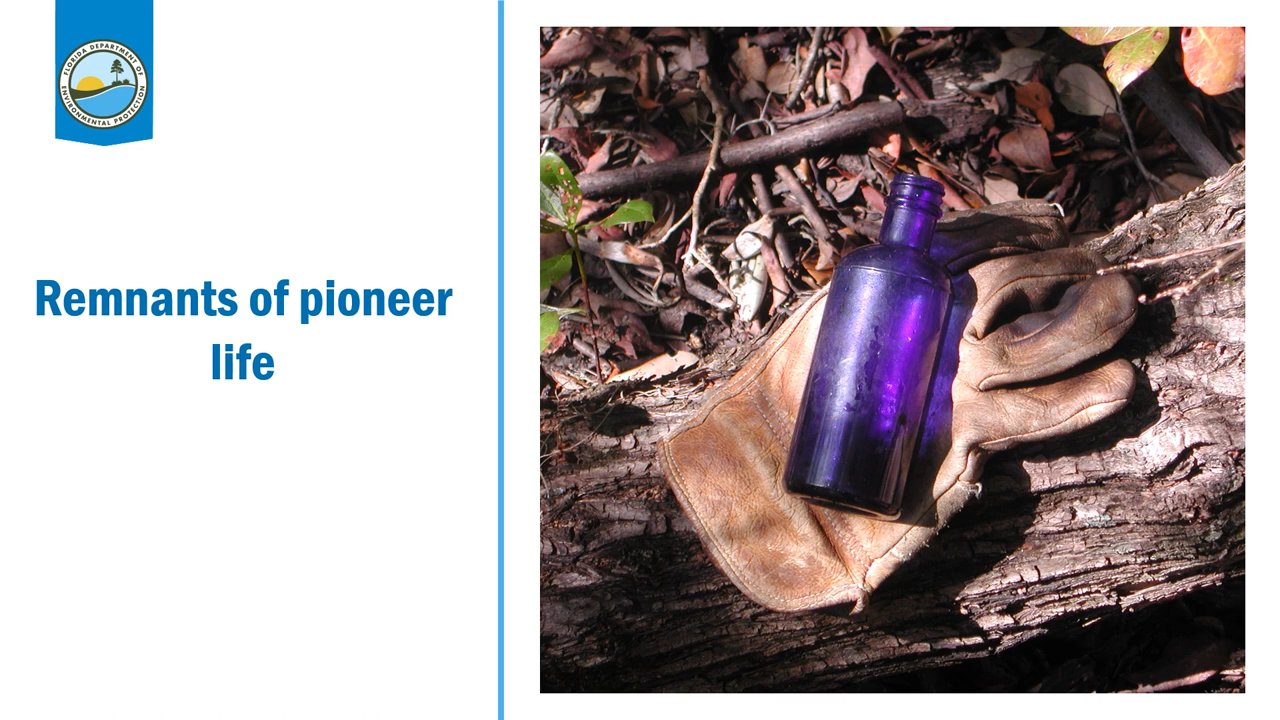 FLORIDA DEPARTMENT OF
ENVIRONMENTAL PROTECTION
Remnants of pioneer
life